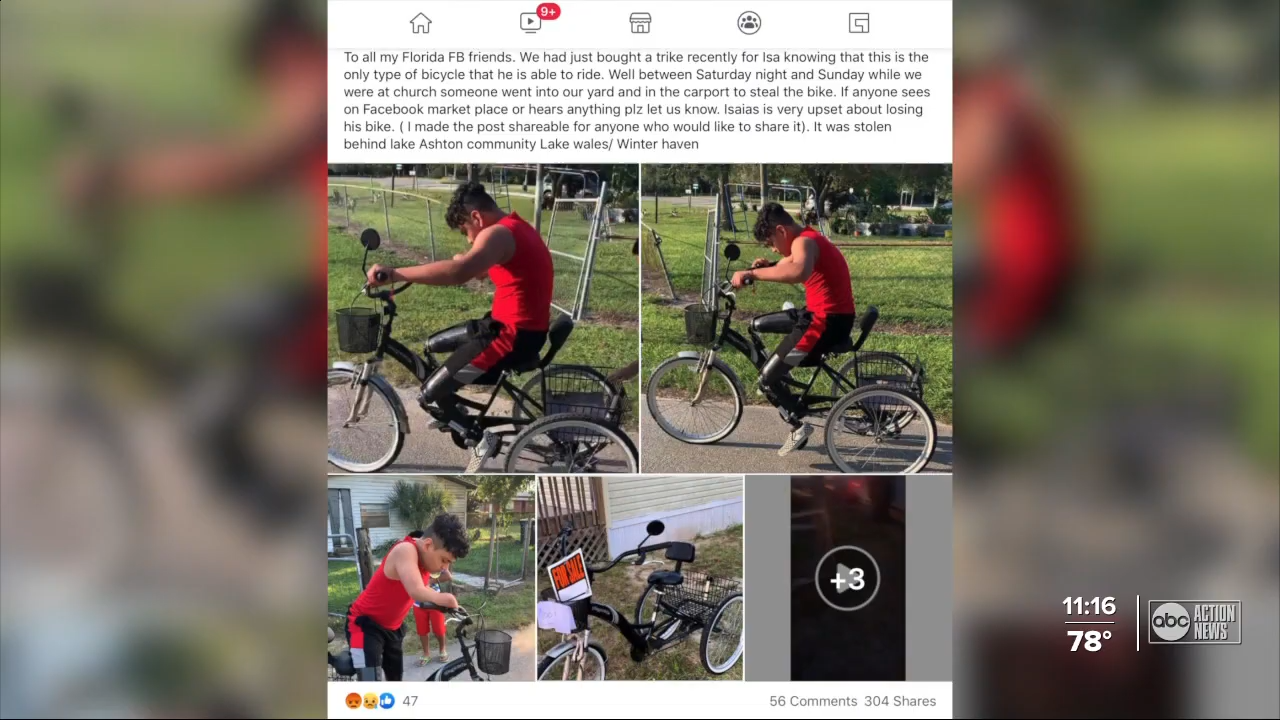 9+
To all my Florida FB friends. We had just bought a trike recently for Isa knowing that this is the
only type of bicycle that he is able to ride. Well between Saturday night and Sunday while we
were at church someone went into our yard and in the carport to steal the bike. If anyone sees
on Facebook market place or hears anything plz let us know. Isaias is very upset about losing
his bike. ( I made the post shareable for anyone who would like to share it). It was stolen
behind lake Ashton community Lake wales/ Winter haven
FOR SALE
+3
11:16
78°
abc
ACTION
NEWS
47
56 Comments 304 Shares